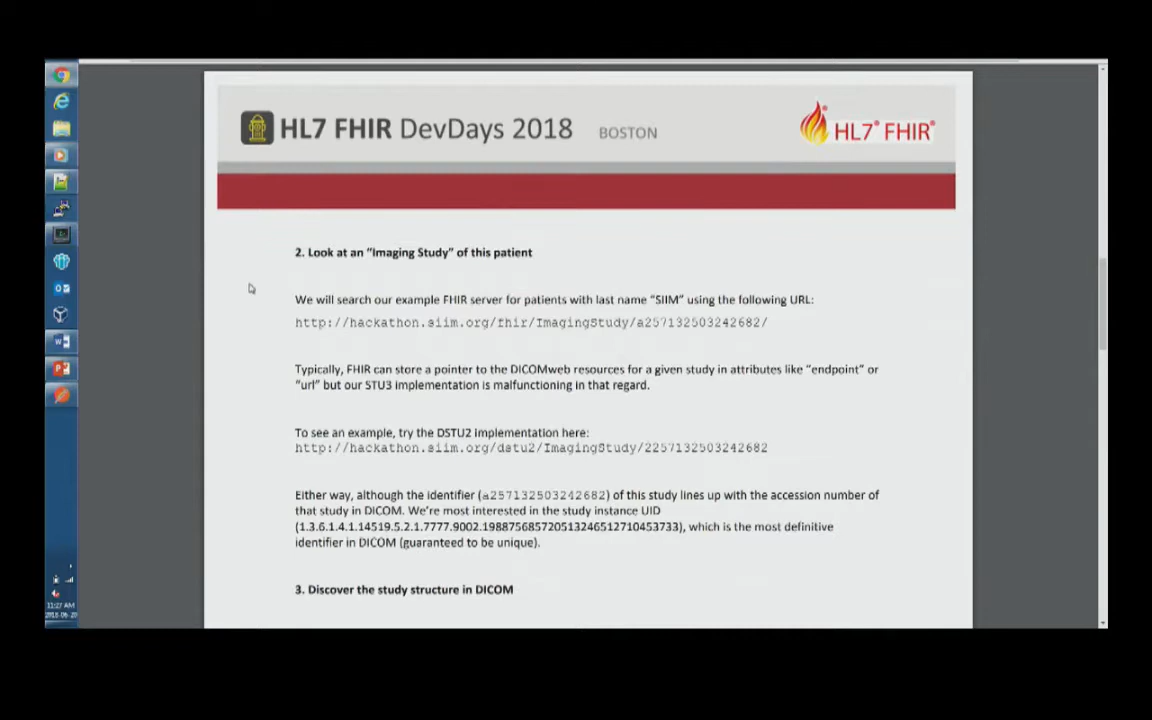 HL7 FHIR DevDays 2018 BOSTON
HL7® FHIR®
2. Look at an “Imaging Study” of this patient
We will search our example FHIR server for patients with last name “SIIM” using the following URL:
http://hackathon.siim.org/fhir/ImagingStudy/a257132503242682/
Typically, FHIR can store a pointer to the DICOMweb resources for a given study in attributes like “endpoint” or
“url” but our STU3 implementation is malfunctioning in that regard.
To see an example, try the DSTU2 implementation here:
http://hackathon.siim.org/dstu2/ImagingStudy/2257132503242682
Either way, although the identifier (a257132503242682) of this study lines up with the accession number of
that study in DICOM. We’re most interested in the study instance UID
(1.3.6.1.4.1.14519.5.2.1.7777.9002.198875685720513246512710453733), which is the most definitive
identifier in DICOM (guaranteed to be unique).
3. Discover the study structure in DICOM
11:27 AM